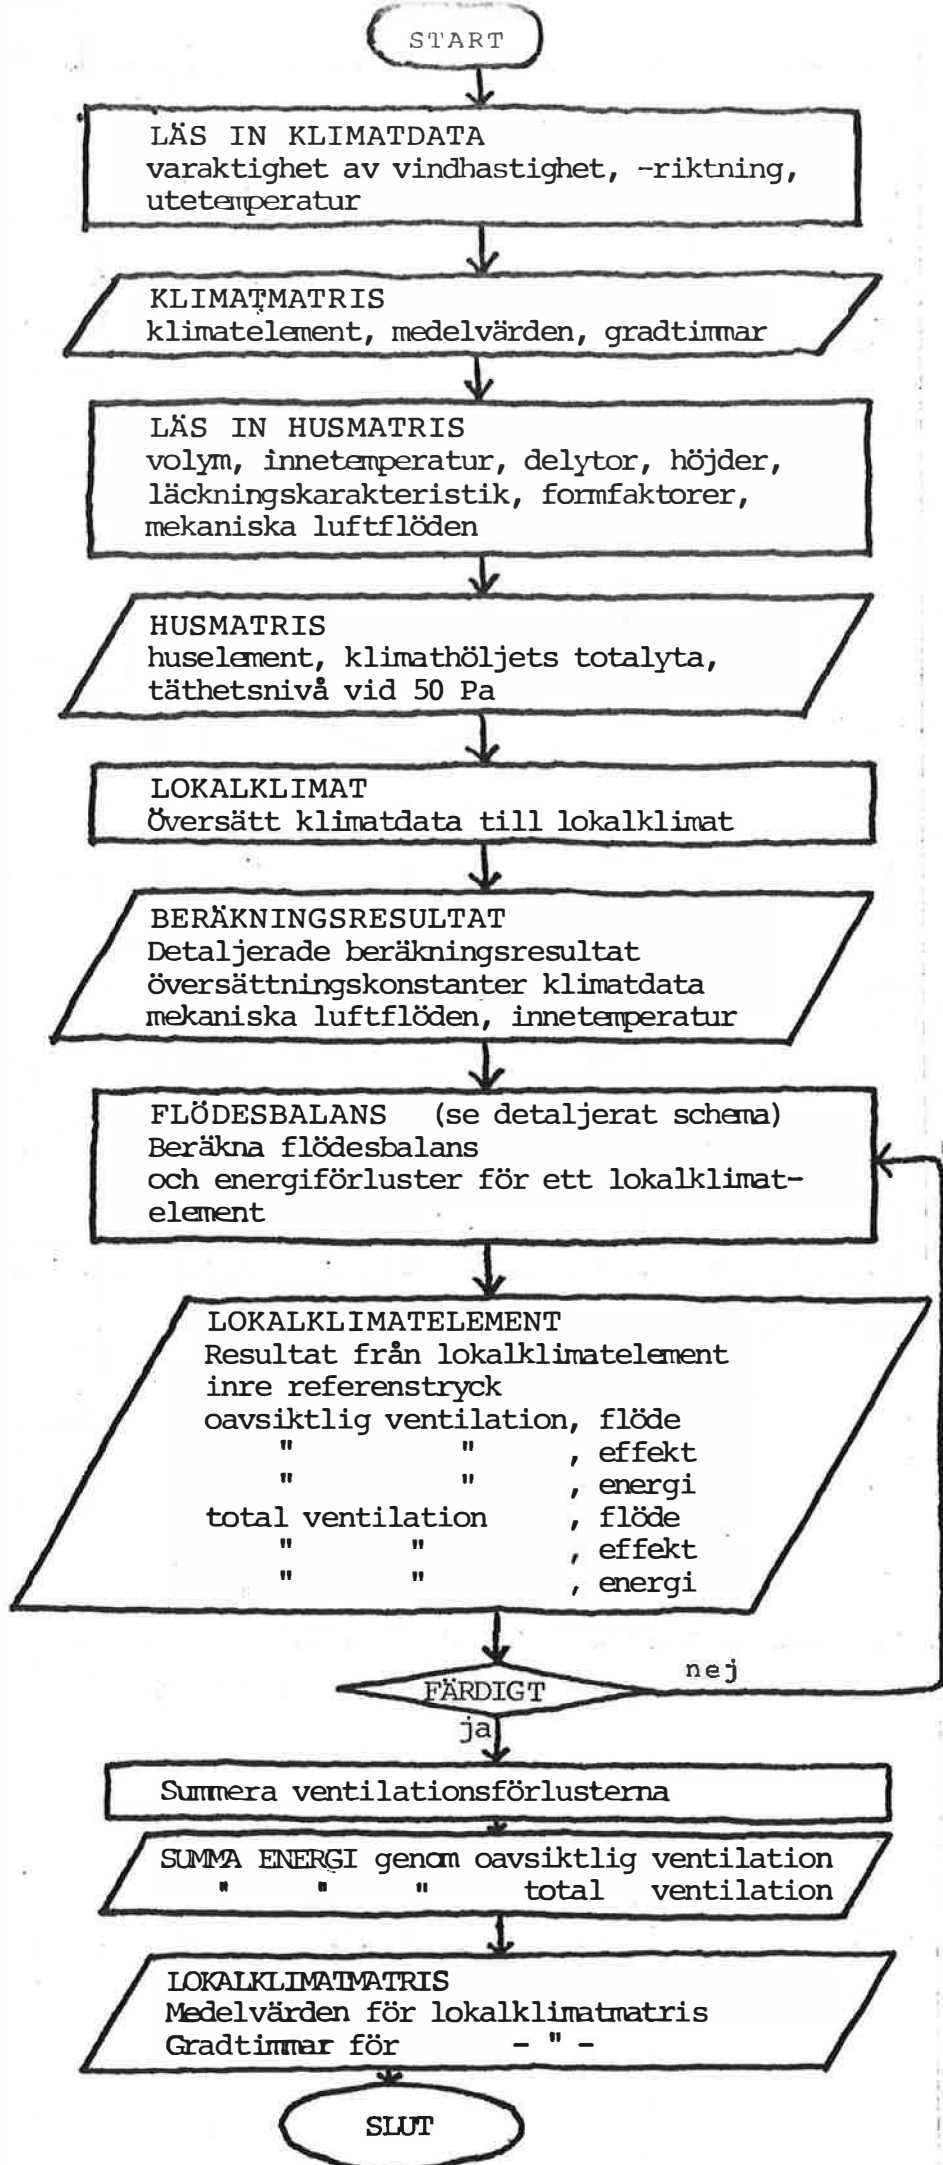 START
LÄS IN KLIMATDATA
varaktighet av vindhastighet, -riktning,
utetemperatur
KLIMATMATRIS
klimatelement, medelvärden, gradtimmar
LÄS IN HUSMATRIS
volym, innetemperatur, delytor, höjder,
läckningskarakteristik, formfaktorer,
mekaniska luftflöden
HUSMATRIS
huselement, klimathöljets totalyta,
täthetsnivå vid 50 Pa
LOKALKLIMAT
Översätt klimatdata till lokalklimat
BERÄKNINGSRESULTAT
Detaljerade beräkningsresultat
översättningskonstanter klimatdata
mekaniska luftflöden, innetemperatur
FLÖDESBALANS (se detaljerat schema)
Beräkna flödesbalans
och energiförluster för ett lokalklimat-
element
LOKALKLIMATELEMENT
Resultat från lokalklimatelement
inre referenstryck
oavsiktlig ventilation, flöde
" " , effekt
" " , energi
total ventilation , flöde
" " , effekt
" " , energi
FÄRDIGT
nej
ja
Summera ventilationsförlusterna
SUMMA ENERGI genom oavsiktlig ventilation
" " " total ventilation
LOKALKLIMATMATRIS
Medelvärden för lokalklimatmatris
Gradtimmar för - " -
SLUT